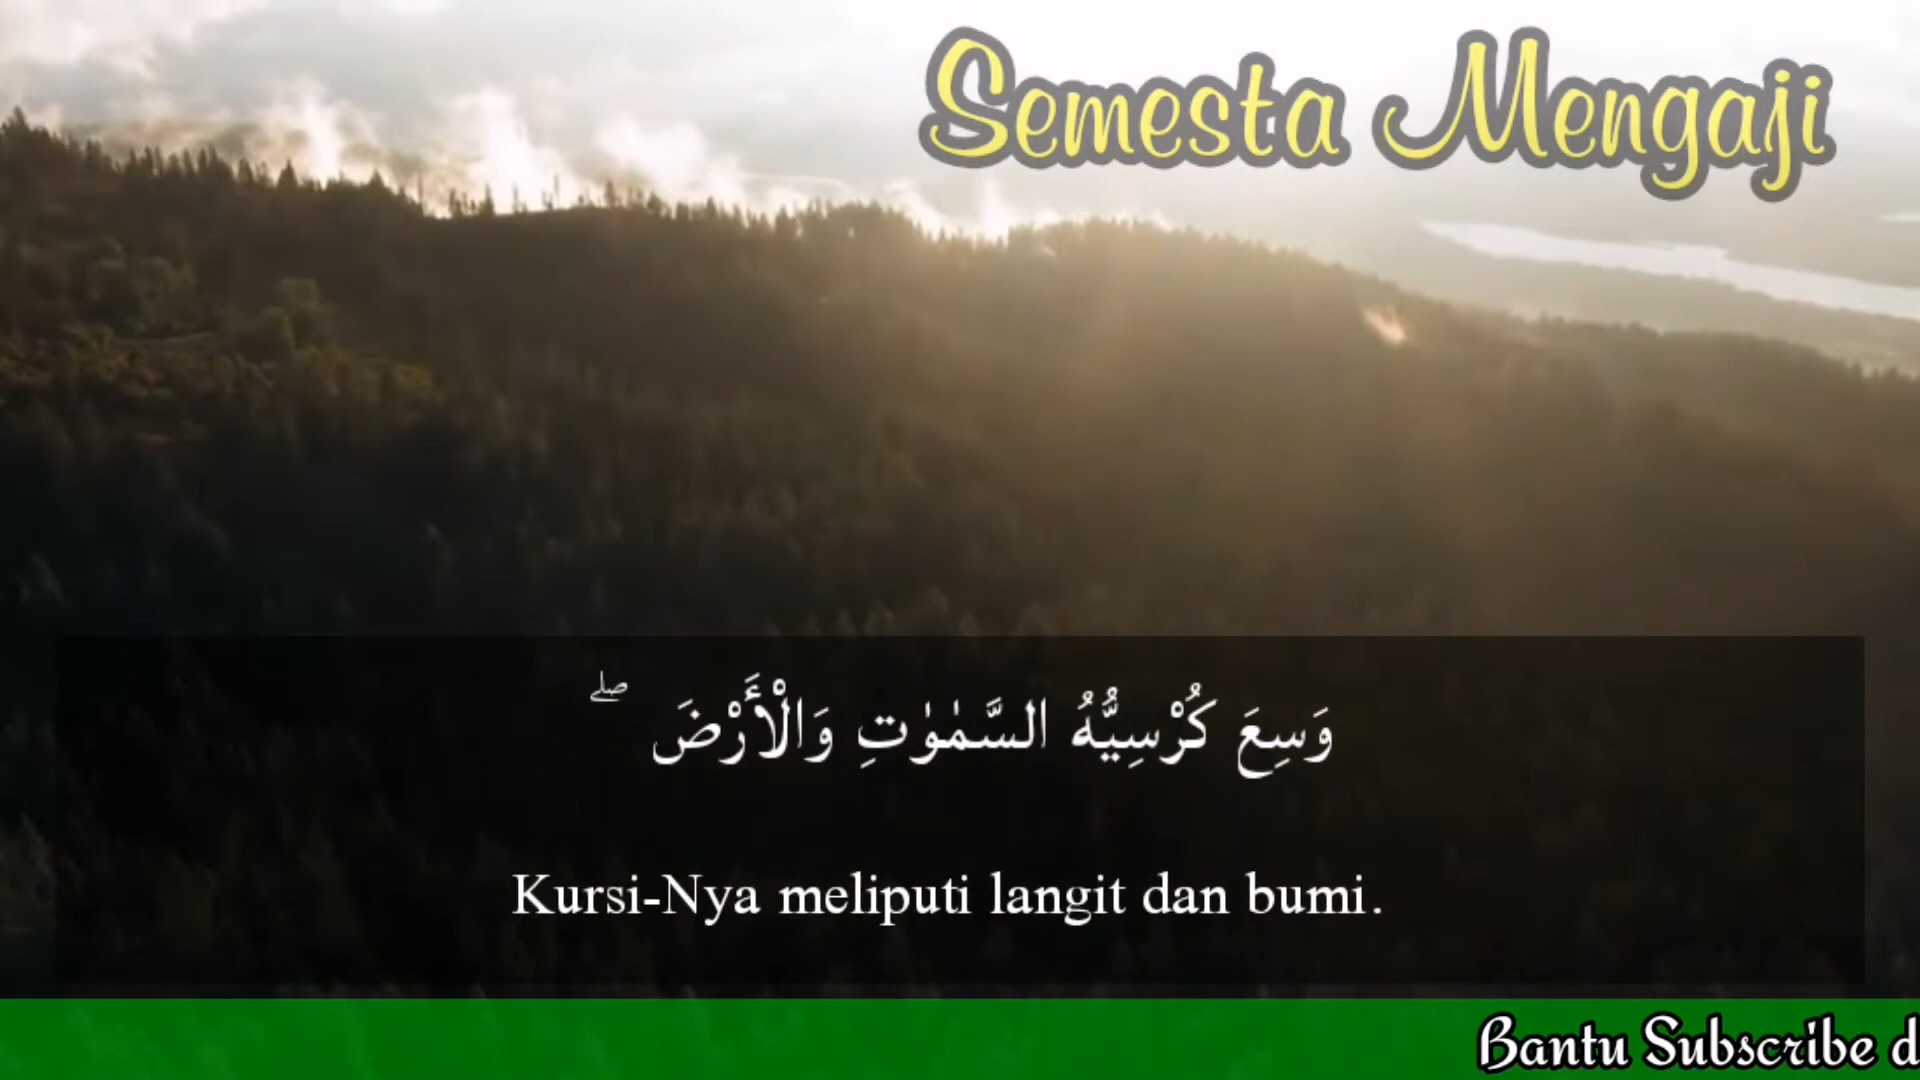 Semesta Mengaji
وَسِعَ كُرْسِيُّهُ السَّمٰوٰتِ وَالْأَرْضَ ۖ
Kursi-Nya meliputi langit dan bumi.
Bantu Subscribe d